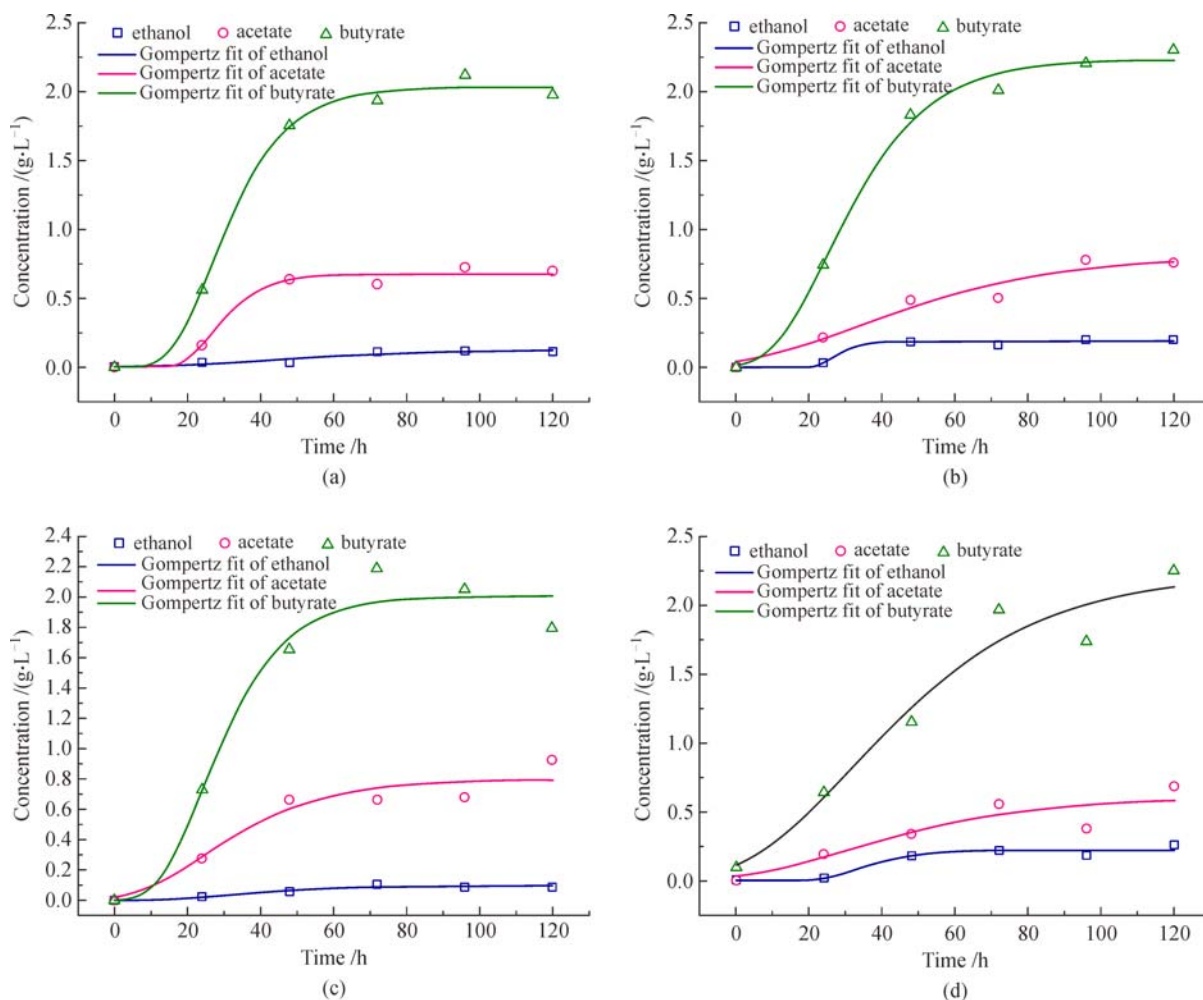 2.5
2.0
1.5
1.0
0.5
0.0
ethanol acetate butyrate
Gompertz fit of ethanol
Gompertz fit of acetate
Gompertz fit of butyrate
Concentration /(g·L⁻¹)
0 20 40 60 80 100 120
Time /h
(a)
2.5
2.0
1.5
1.0
0.5
0.0
ethanol acetate butyrate
Gompertz fit of ethanol
Gompertz fit of acetate
Gompertz fit of butyrate
Concentration /(g·L⁻¹)
0 20 40 60 80 100 120
Time /h
(b)
2.4
2.2
2.0
1.8
1.6
1.4
1.2
1.0
0.8
0.6
0.4
0.2
0.0
ethanol acetate butyrate
Gompertz fit of ethanol
Gompertz fit of acetate
Gompertz fit of butyrate
Concentration /(g·L⁻¹)
0 20 40 60 80 100 120
Time /h
(c)
2.5
2.0
1.5
1.0
0.5
0.0
ethanol acetate butyrate
Gompertz fit of ethanol
Gompertz fit of acetate
Gompertz fit of butyrate
Concentration /(g·L⁻¹)
0 20 40 60 80 100 120
Time /h
(d)